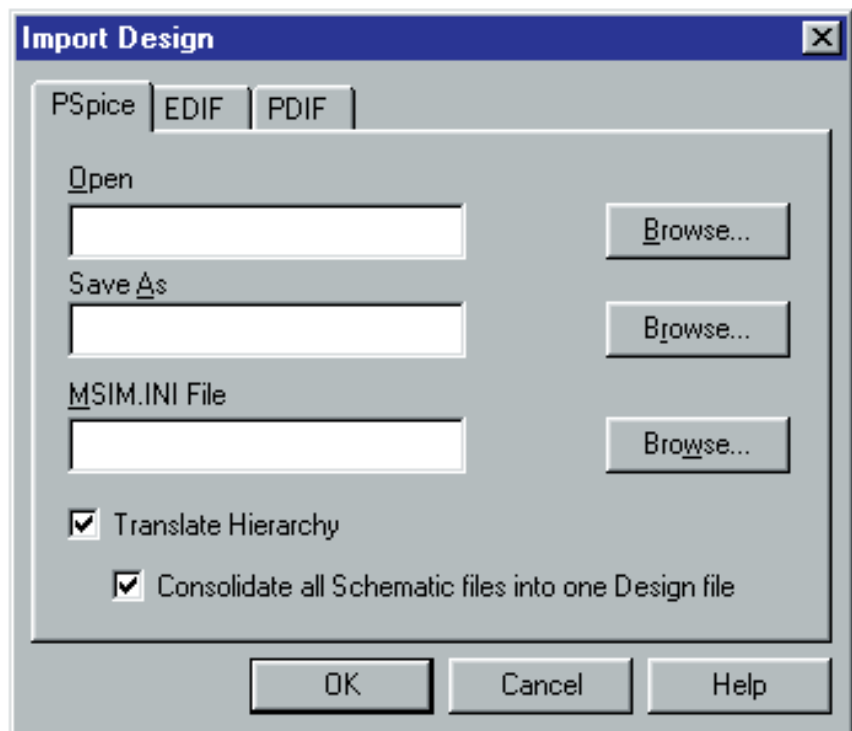 Import Design
PSpice EDIF PDIF
Open
Browse...
Save As
Browse...
MSIM.INI File
Browse...
Translate Hierarchy
Consolidate all Schematic files into one Design file
OK Cancel Help